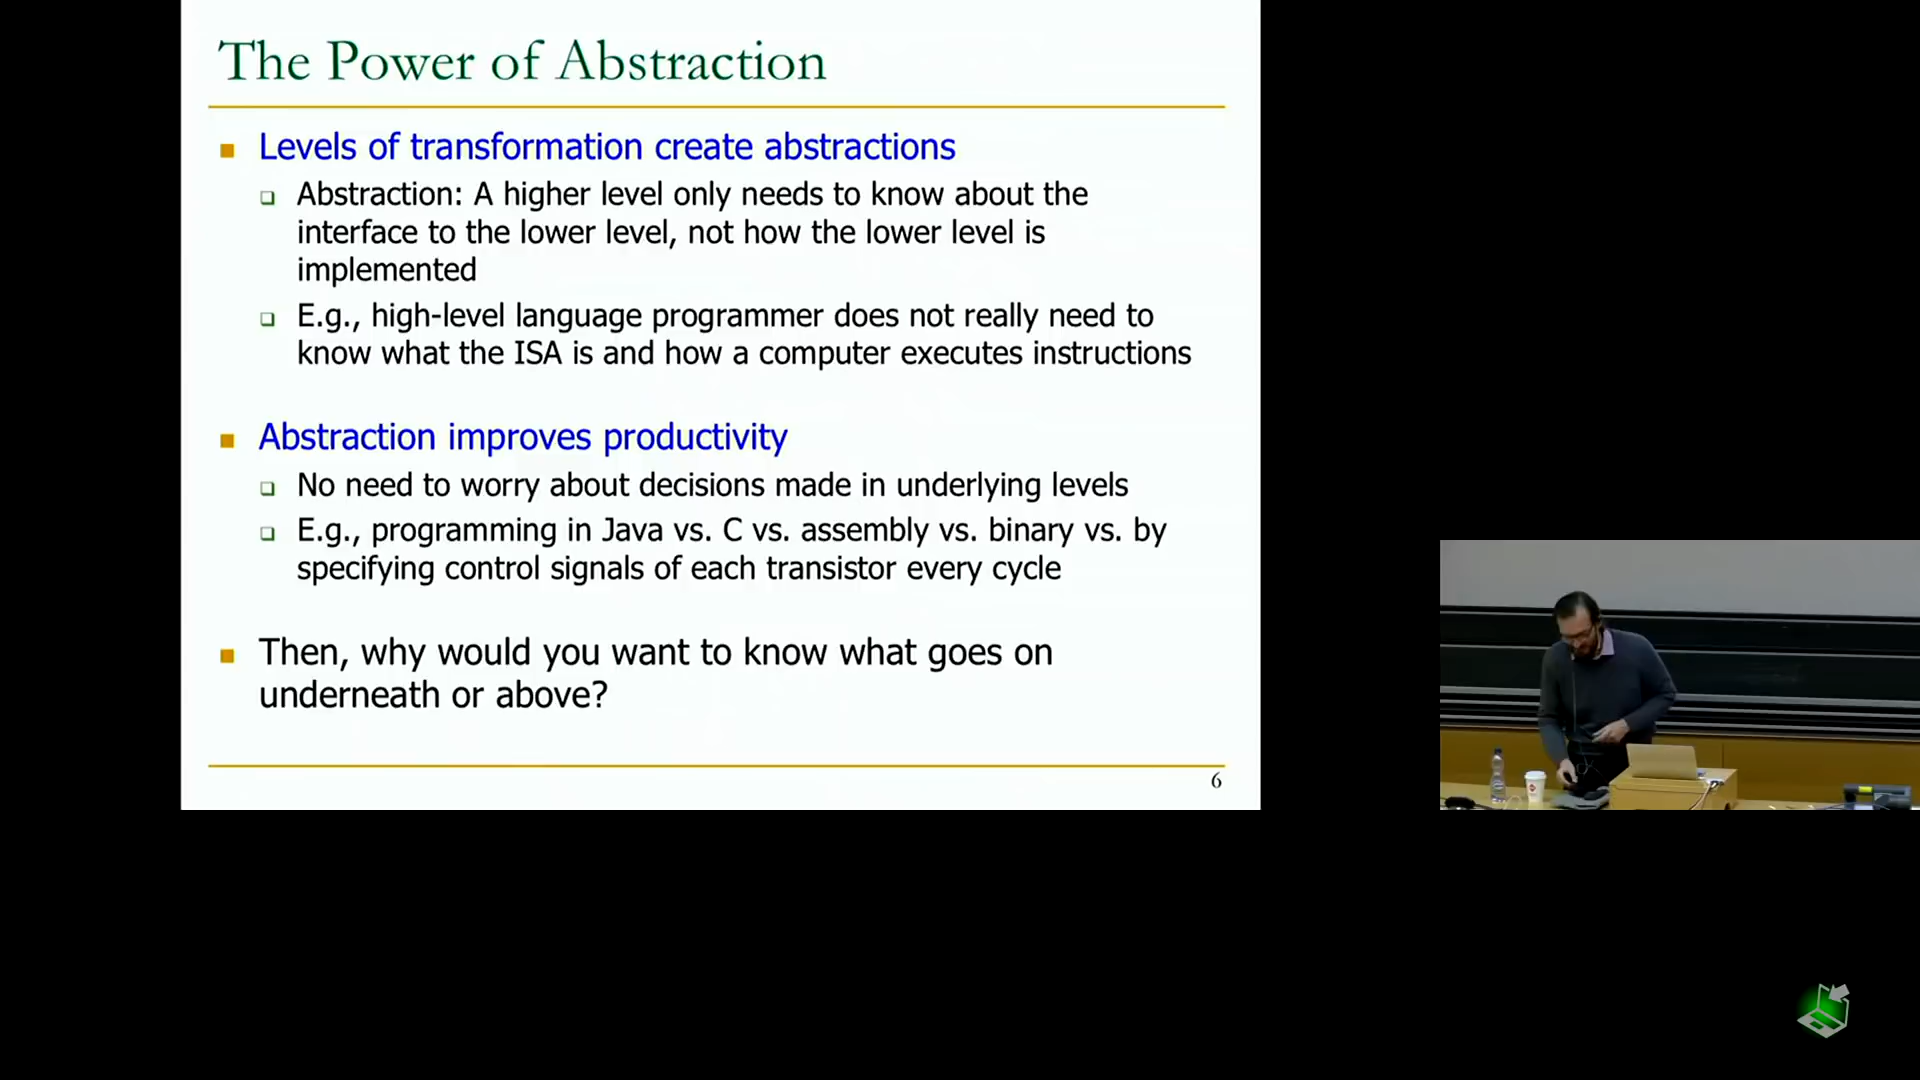 The Power of Abstraction
Levels of transformation create abstractions
Abstraction: A higher level only needs to know about the
interface to the lower level, not how the lower level is
implemented
E.g., high-level language programmer does not really need to
know what the ISA is and how a computer executes instructions
Abstraction improves productivity
No need to worry about decisions made in underlying levels
E.g., programming in Java vs. C vs. assembly vs. binary vs. by
specifying control signals of each transistor every cycle
Then, why would you want to know what goes on
underneath or above?
6